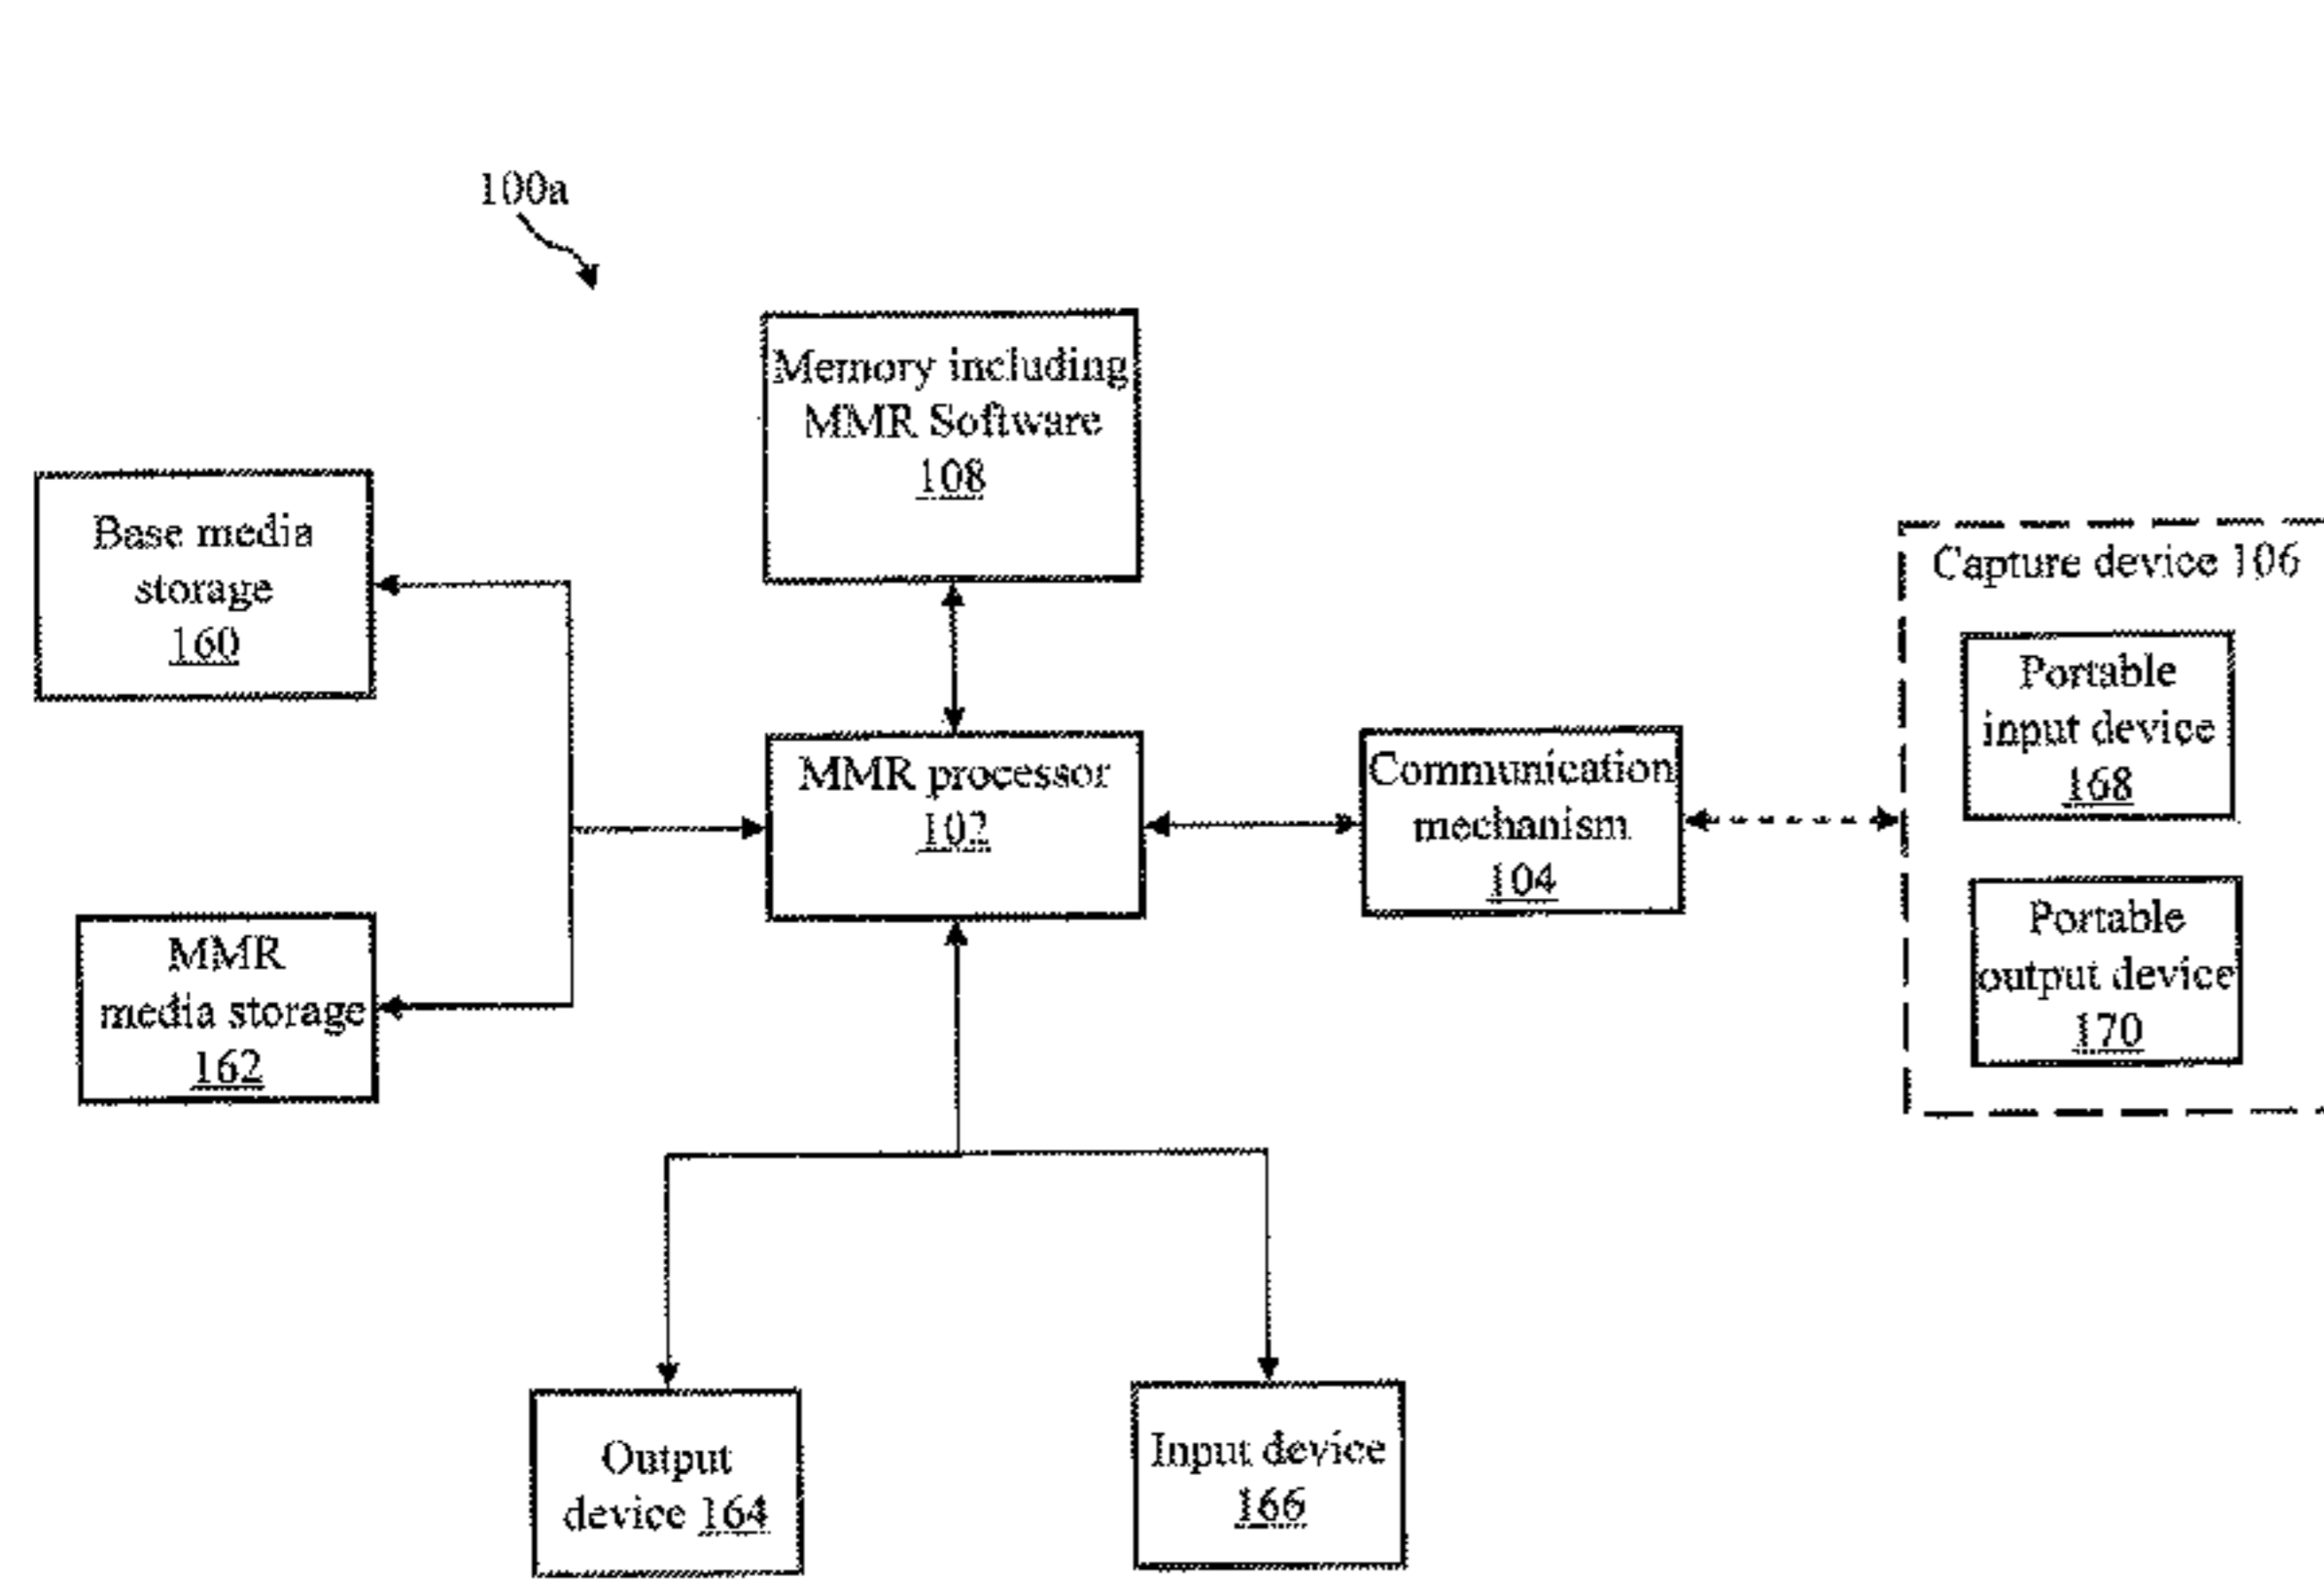 100a
Memory including
MMR Software
108
Base media
storage
160
Capture device 106
Portable
input device
168
MMR processor
102
Communication
mechanism
104
Portable
output device
170
MMR
media storage
162
Output
device 164
Input device
166